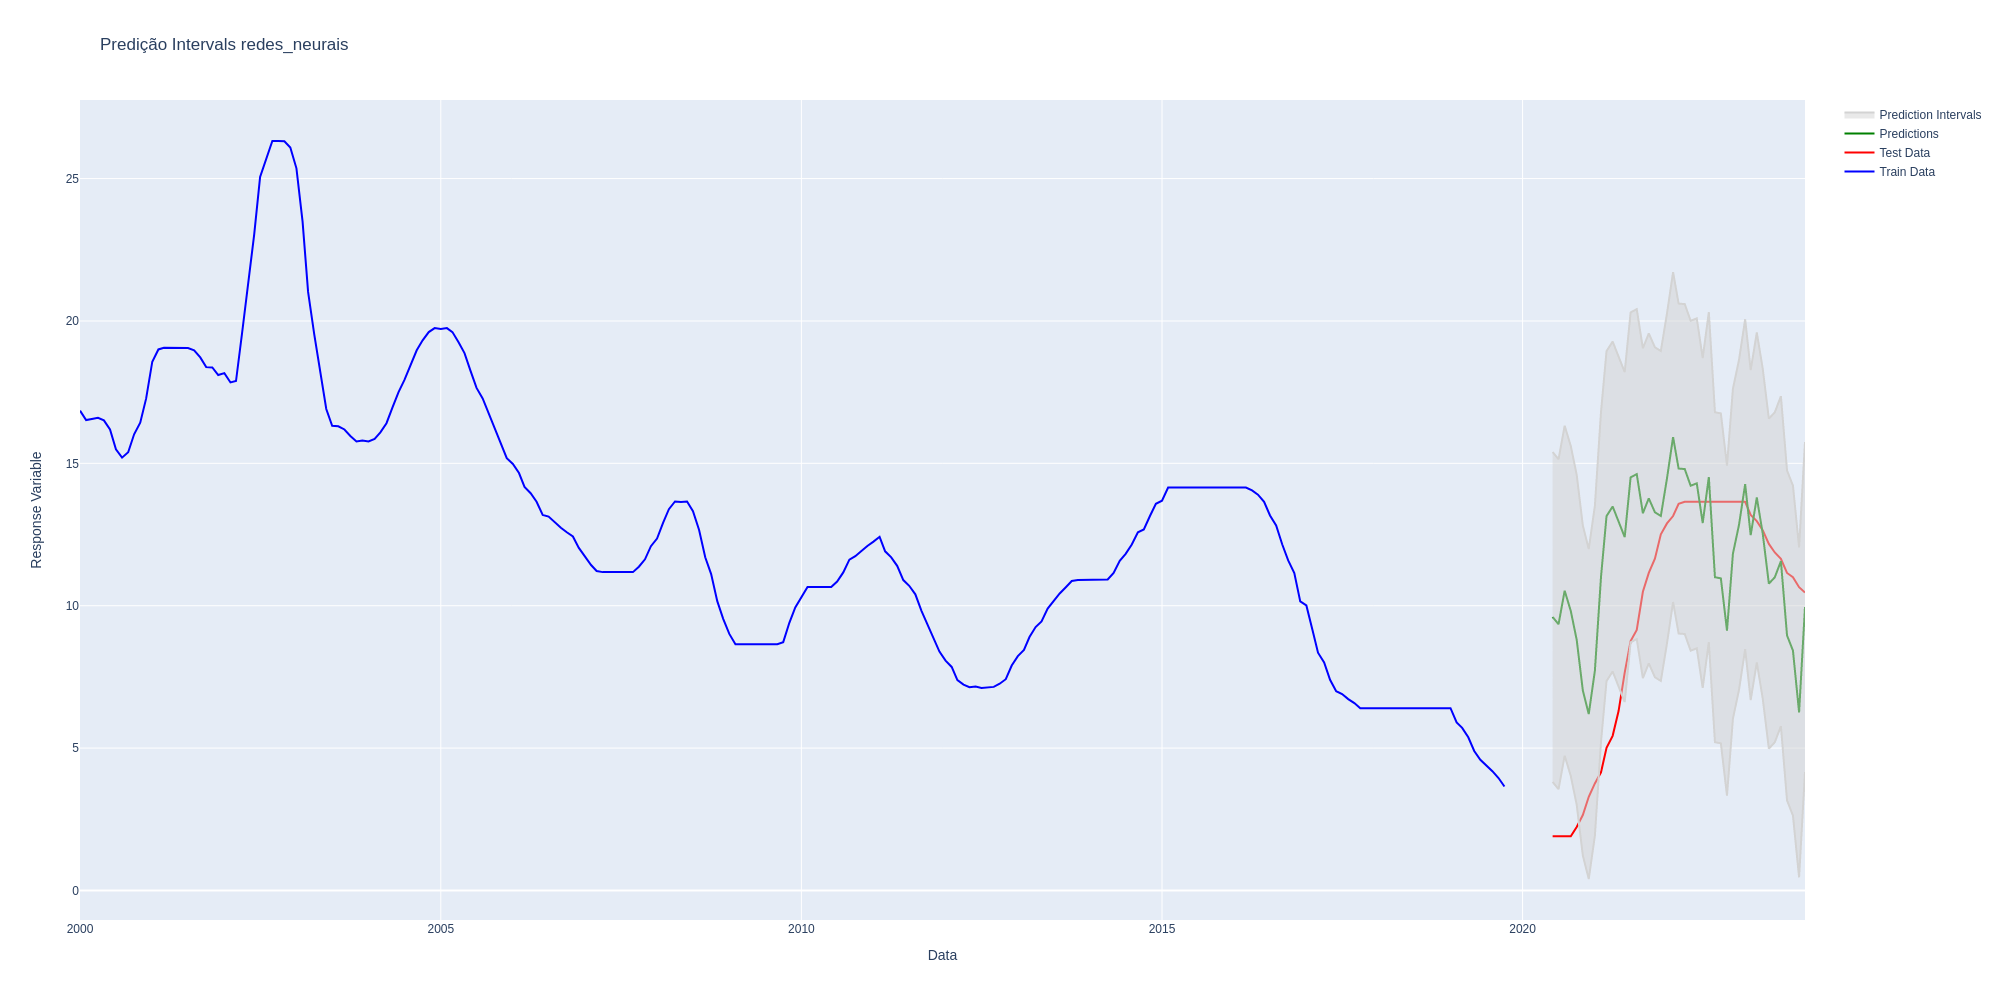 Predição Intervals redes_neurais
Prediction Intervals
Predictions
Test Data
Train Data
Response Variable
25
20
15
10
5
0
2000
2005
2010
2015
2020
Data